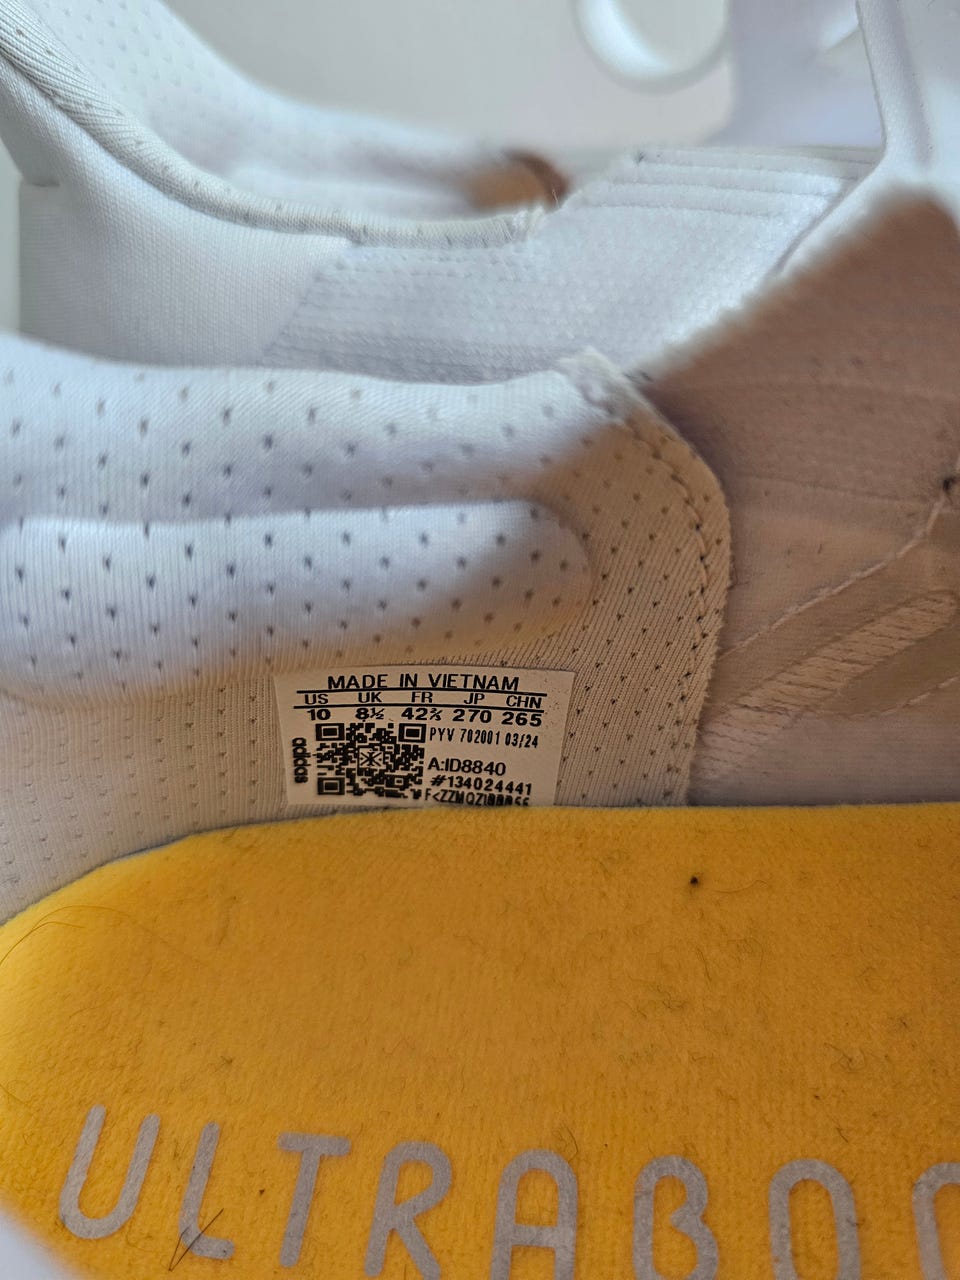 MADE IN VIETNAM
US UK FR JP CHN
10 8½ 42⅔ 270 265
PYV 702001 03/24
adidas
A:ID8840
#134024441
ULTRABO